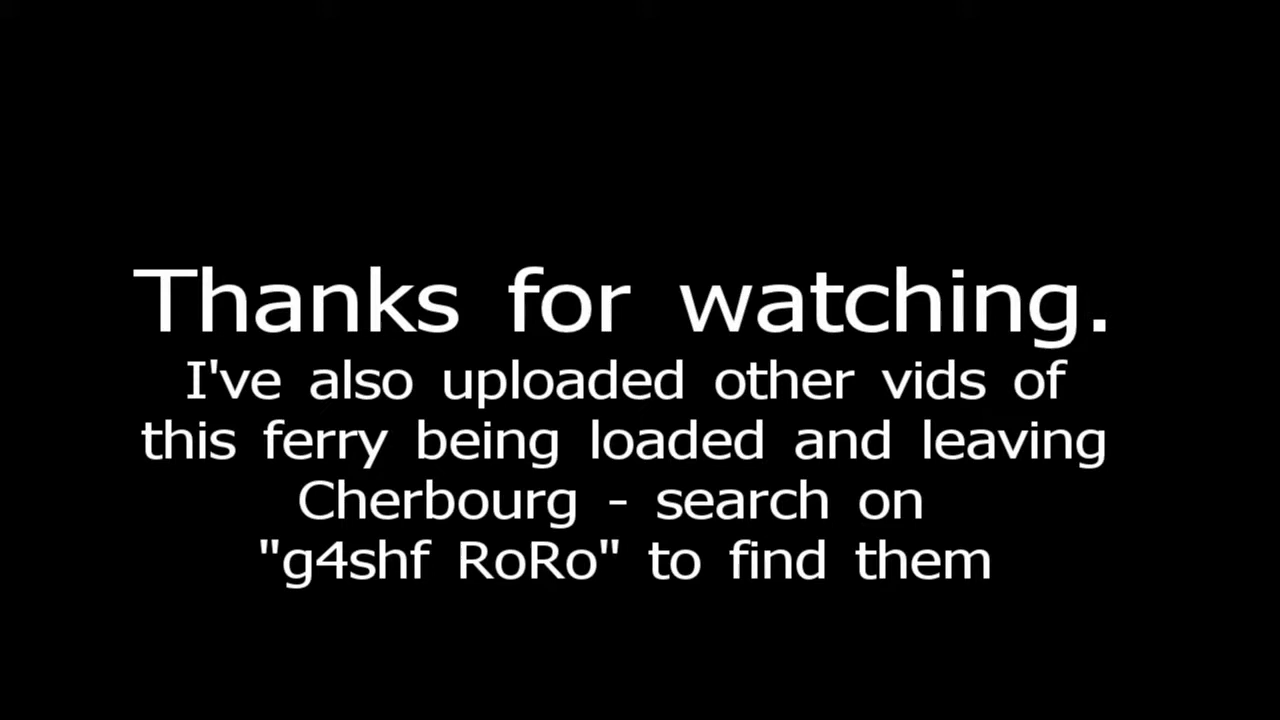 Thanks for watching.
I've also uploaded other vids of
this ferry being loaded and leaving
Cherbourg - search on
"g4shf RoRo" to find them